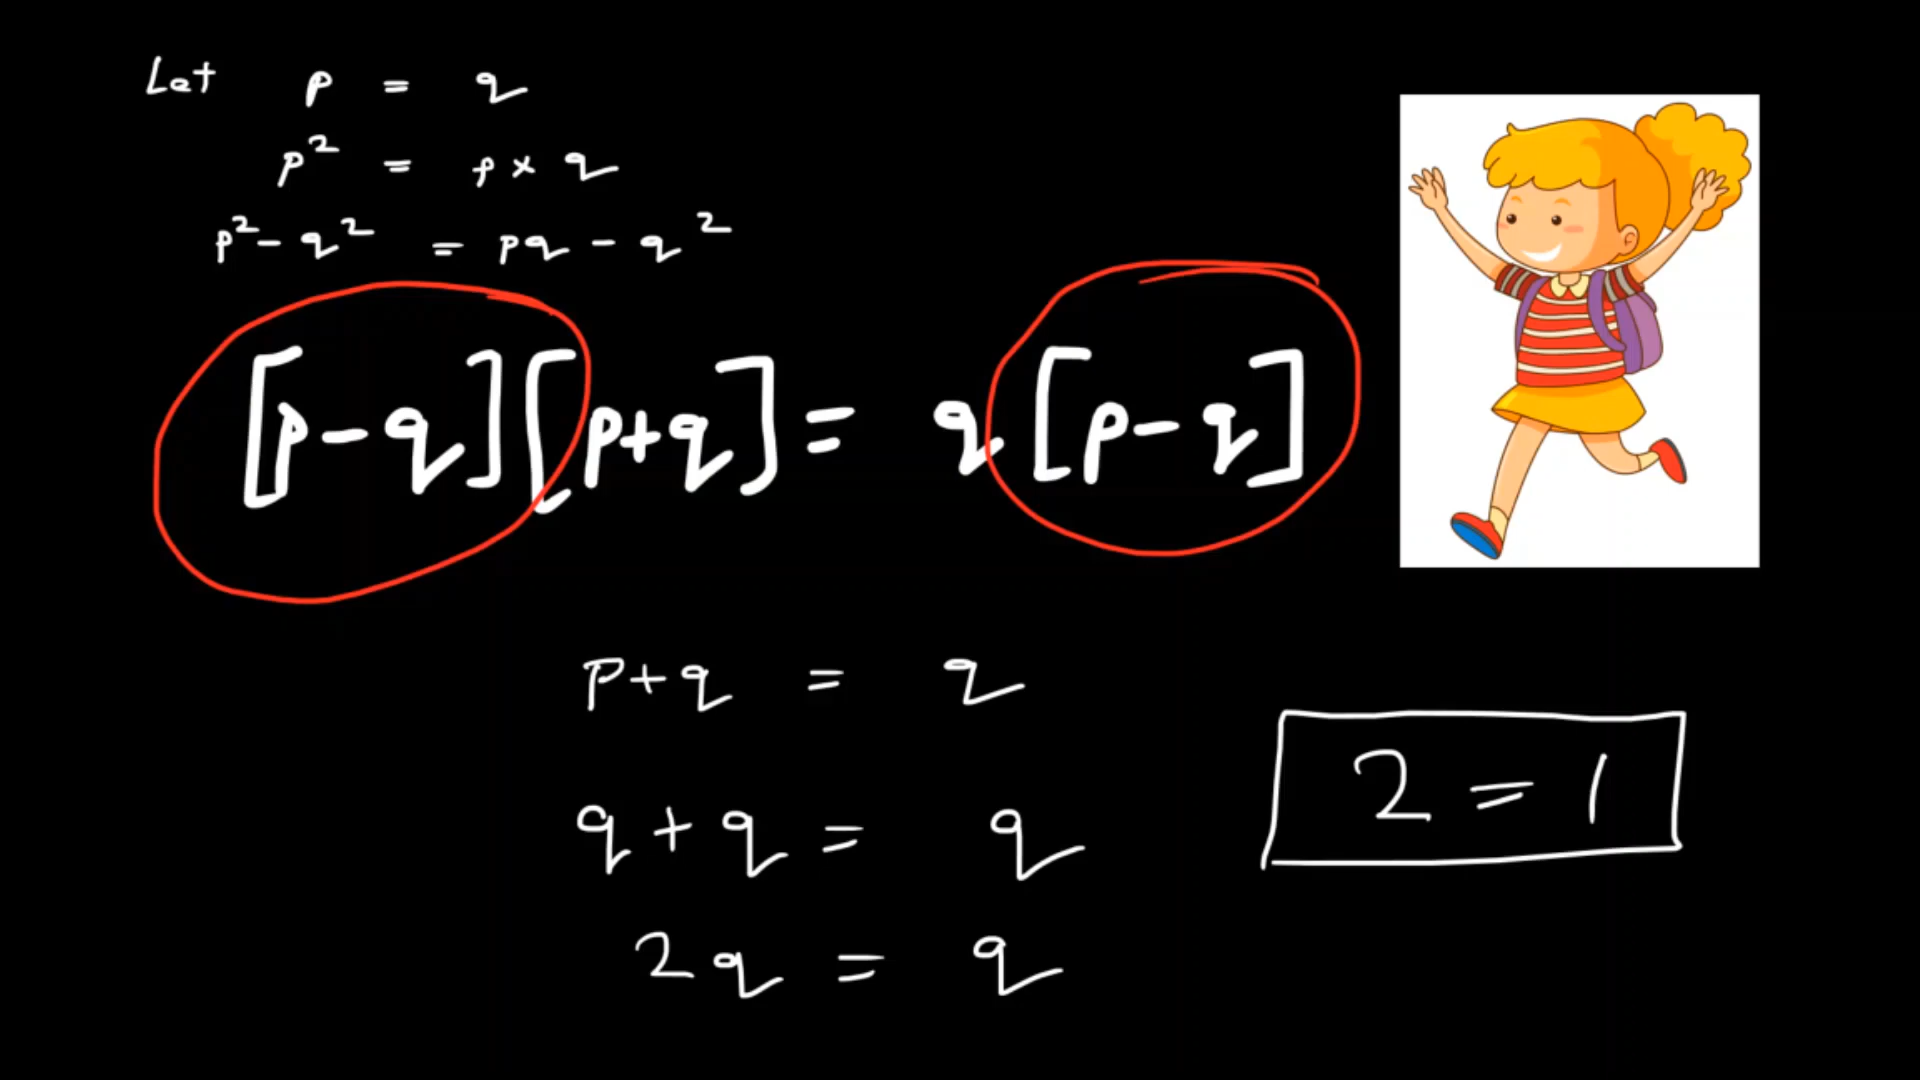 Let p = q
p² = p × q
p² - q² = pq - q²
[p - q][p + q] = q[p - q]
p + q = q
q + q = q
2 = 1
2q = q